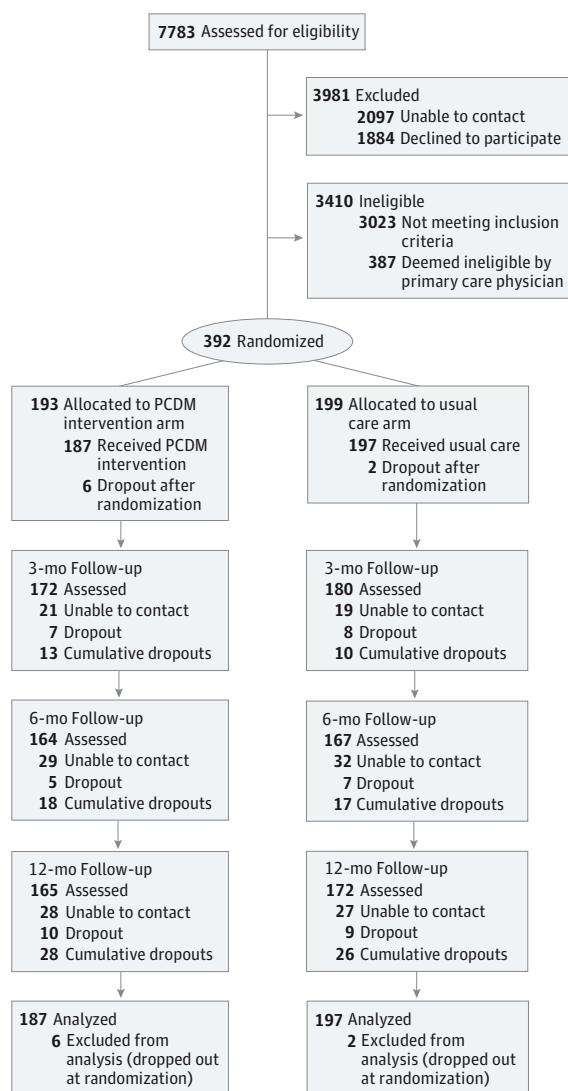 7783 Assessed for eligibility
3981 Excluded
2097 Unable to contact
1884 Declined to participate
3410 Ineligible
3023 Not meeting inclusion
criteria
387 Deemed ineligible by
primary care physician
392 Randomized
193 Allocated to PCDM
intervention arm
187 Received PCDM
intervention
6 Dropout after
randomization
199 Allocated to usual
care arm
197 Received usual care
2 Dropout after
randomization
3-mo Follow-up
172 Assessed
21 Unable to contact
7 Dropout
13 Cumulative dropouts
3-mo Follow-up
180 Assessed
19 Unable to contact
8 Dropout
10 Cumulative dropouts
6-mo Follow-up
164 Assessed
29 Unable to contact
5 Dropout
18 Cumulative dropouts
6-mo Follow-up
167 Assessed
32 Unable to contact
7 Dropout
17 Cumulative dropouts
12-mo Follow-up
165 Assessed
28 Unable to contact
10 Dropout
28 Cumulative dropouts
12-mo Follow-up
172 Assessed
27 Unable to contact
9 Dropout
26 Cumulative dropouts
187 Analyzed
6 Excluded from
analysis (dropped out
at randomization)
197 Analyzed
2 Excluded from
analysis (dropped out
at randomization)